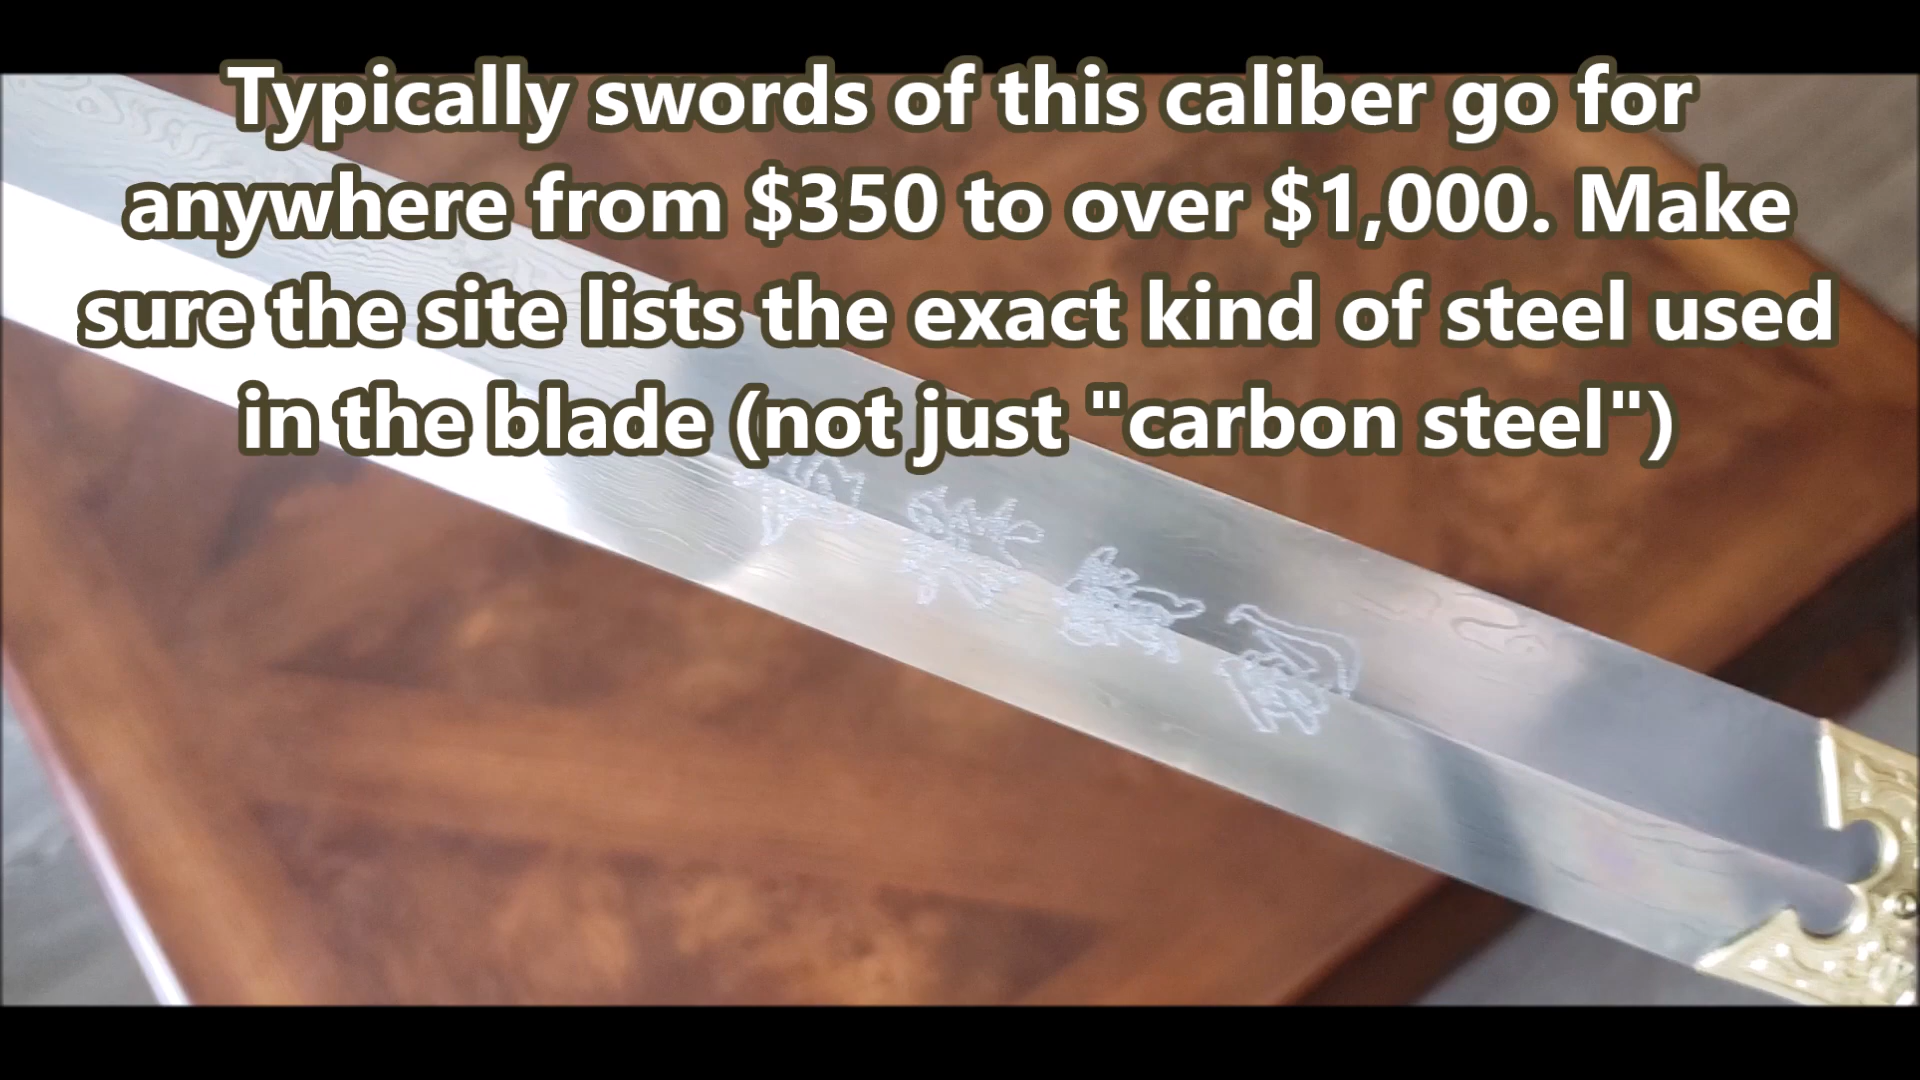 Typically swords of this caliber go for
anywhere from $350 to over $1,000. Make
sure the site lists the exact kind of steel used
in the blade (not just "carbon steel")